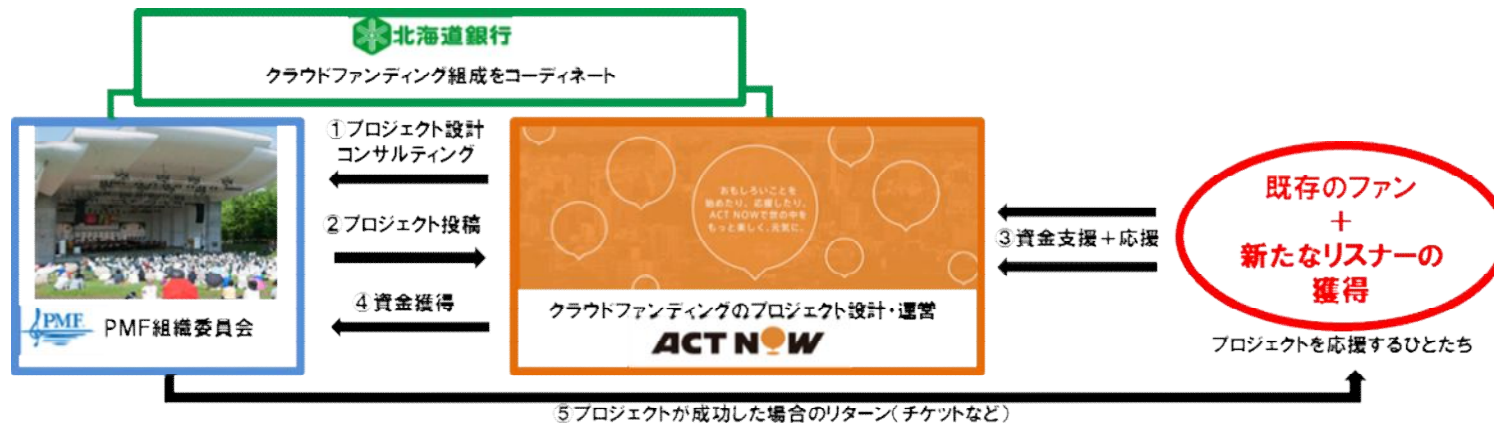 北海道銀行
クラウドファンディング組成をコーディネート
①プロジェクト設計
コンサルティング
②プロジェクト投稿
④資金獲得
PMF
PMF組織委員会
おもしろいことを
始めたり、応援したり、
ACT NOWで世の中を
もっと楽しく、元気に。
クラウドファンディングのプロジェクト設計・運営
ACT NOW
③資金支援+応援
既存のファン
+
新たなリスナーの
獲得
プロジェクトを応援するひとたち
⑤プロジェクトが成功した場合のリターン(チケットなど)